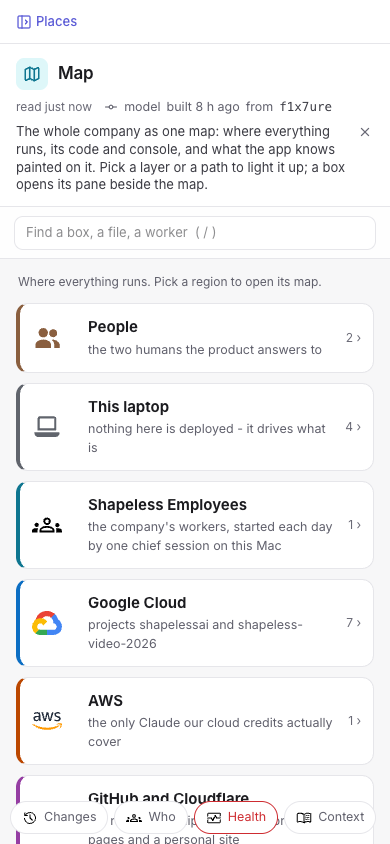 Places
Map
read just now model built 8 h ago from f1x7ure
The whole company as one map: where everything
runs, its code and console, and what the app knows
painted on it. Pick a layer or a path to light it up; a box
opens its pane beside the map.
Find a box, a file, a worker ( / )
Where everything runs. Pick a region to open its map.
People
the two humans the product answers to
2 ›
This laptop
nothing here is deployed - it drives what
is
4 ›
Shapeless Employees
the company's workers, started each day
by one chief session on this Mac
1 ›
Google Cloud
projects shapelessai and shapeless-
video-2026
7 ›
aws
AWS
the only Claude our cloud credits actually
cover
1 ›
GitHub and Cloudflare
Changes
Who
Health
Context
pages and a personal site